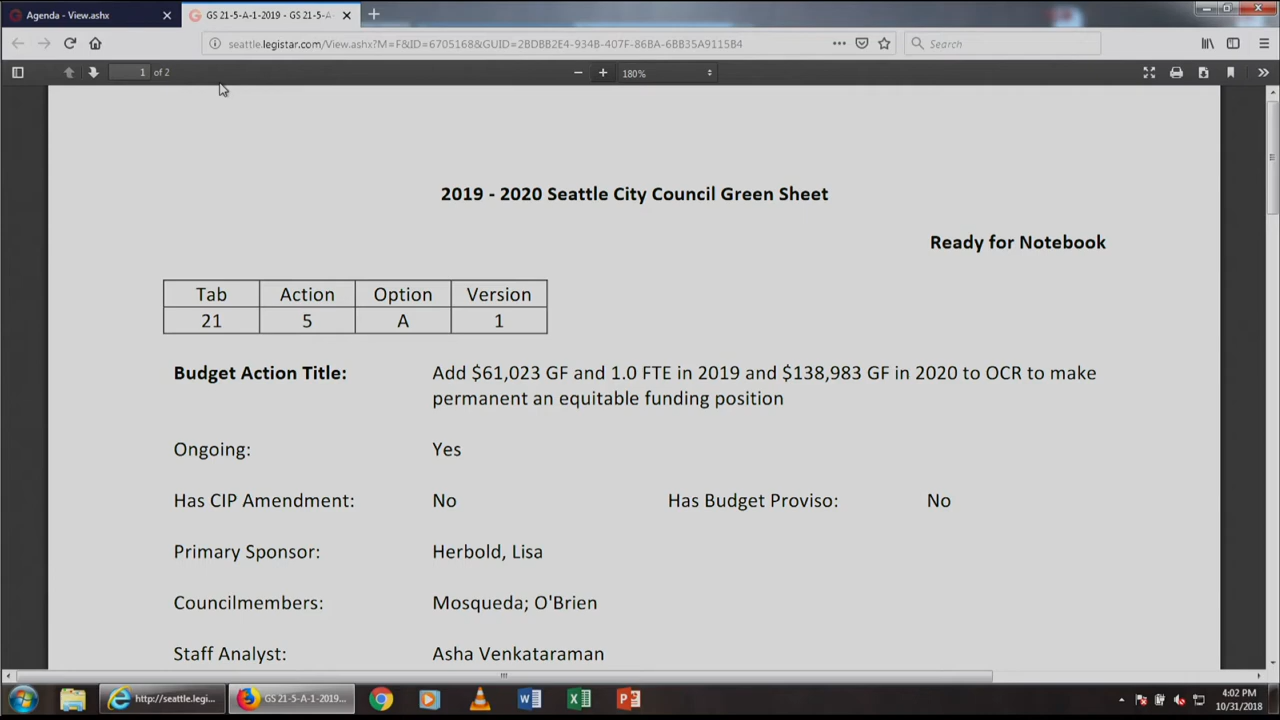 Agenda - View.ashx
GS 21-5-A-1-2019 - GS 21-5-A-
seattle.legistar.com/View.ashx?M=F&ID=6705168&GUID=2BDBB2E4-934B-407F-86BA-6BB35A9115B4
Search
1 of 2
180%
2019 - 2020 Seattle City Council Green Sheet
Ready for Notebook
Tab Action Option Version
21 5 A 1
Budget Action Title: Add $61,023 GF and 1.0 FTE in 2019 and $138,983 GF in 2020 to OCR to make
permanent an equitable funding position
Ongoing: Yes
Has CIP Amendment: No Has Budget Proviso: No
Primary Sponsor: Herbold, Lisa
Councilmembers: Mosqueda; O'Brien
Staff Analyst: Asha Venkataraman
http://seattle.legi...
GS 21-5-A-1-2019...
4:02 PM
10/31/2018